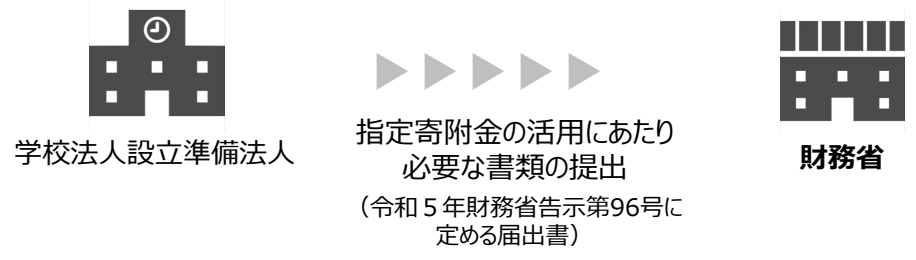 学校法人設立準備法人
指定寄附金の活用にあたり
必要な書類の提出
（令和５年財務省告示第96号に
定める届出書）
財務省